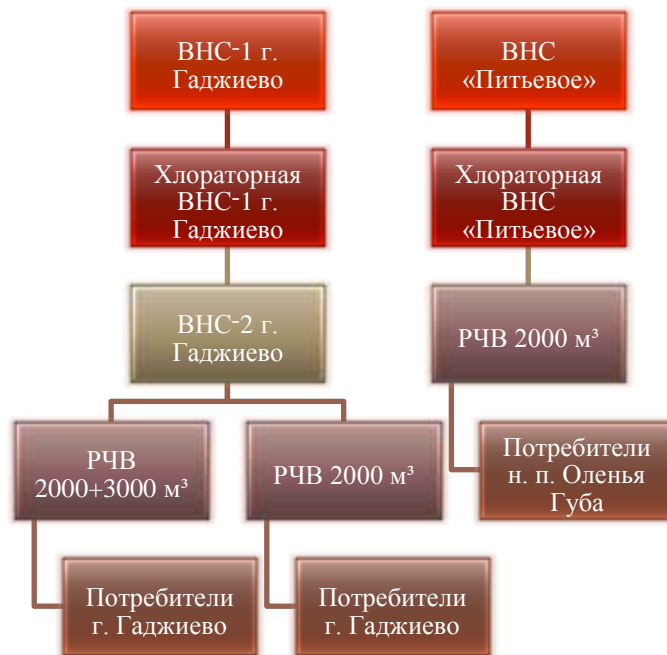 ВНС-1 г.
Гаджиево
ВНС
«Питьевое»
Хлораторная
ВНС-1 г.
Гаджиево
Хлораторная
ВНС
«Питьевое»
ВНС-2 г.
Гаджиево
РЧВ 2000 м³
РЧВ
2000+3000 м³
РЧВ 2000 м³
Потребители
н. п. Оленья
Губа
Потребители
г. Гаджиево
Потребители
г. Гаджиево